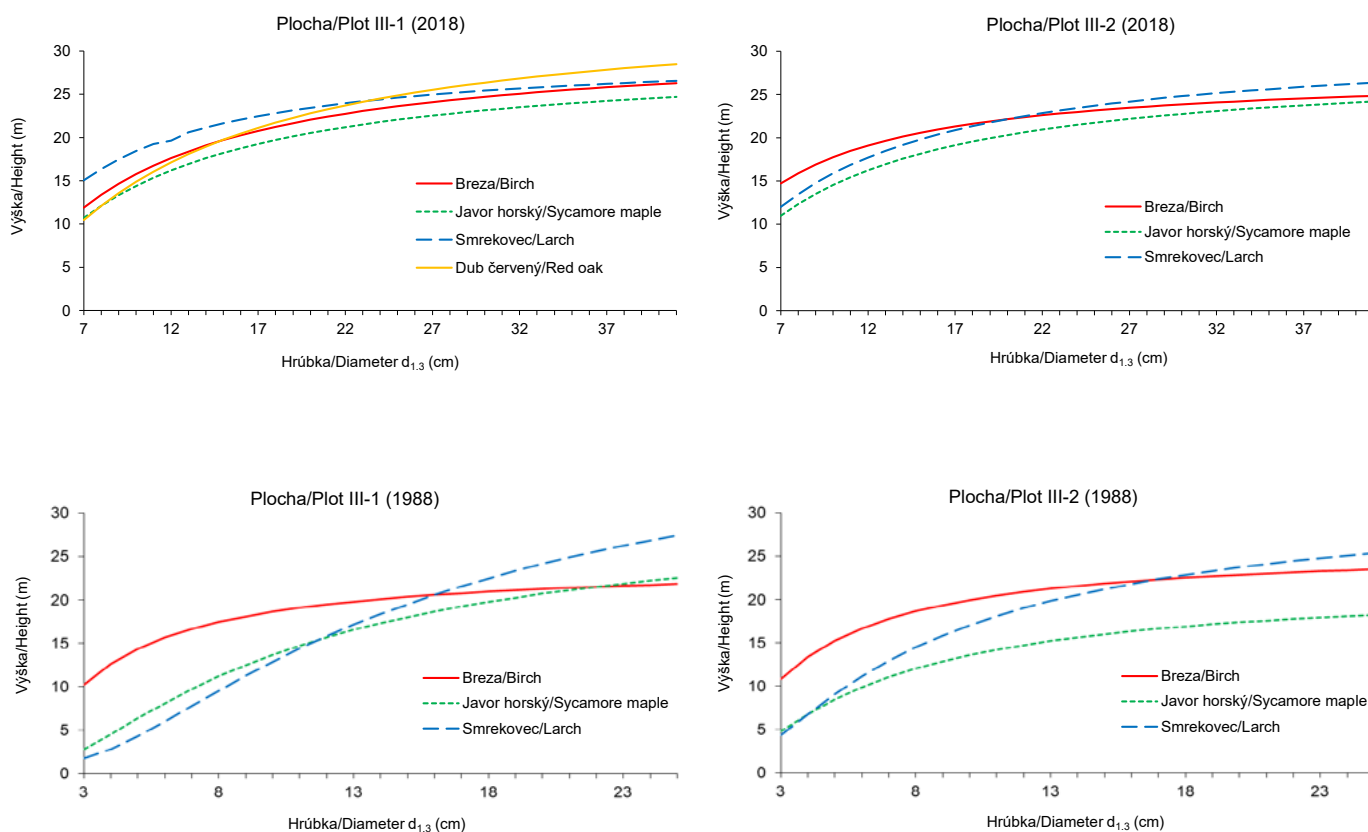 Plocha/Plot III-1 (2018)
Výška/Height (m)
30
25
20
15
10
5
0
7
12
17
22
27
32
37
Breza/Birch
Javor horský/Sycamore maple
Smrekovec/Larch
Dub červený/Red oak
Hrúbka/Diameter d1.3 (cm)
Plocha/Plot III-2 (2018)
Výška/Height (m)
30
25
20
15
10
5
0
7
12
17
22
27
32
37
Breza/Birch
Javor horský/Sycamore maple
Smrekovec/Larch
Hrúbka/Diameter d1.3 (cm)
Plocha/Plot III-1 (1988)
Výška/Height (m)
30
25
20
15
10
5
0
3
8
13
18
23
Breza/Birch
Javor horský/Sycamore maple
Smrekovec/Larch
Hrúbka/Diameter d1.3 (cm)
Plocha/Plot III-2 (1988)
Výška/Height (m)
30
25
20
15
10
5
0
3
8
13
18
23
Breza/Birch
Javor horský/Sycamore maple
Smrekovec/Larch
Hrúbka/Diameter d1.3 (cm)